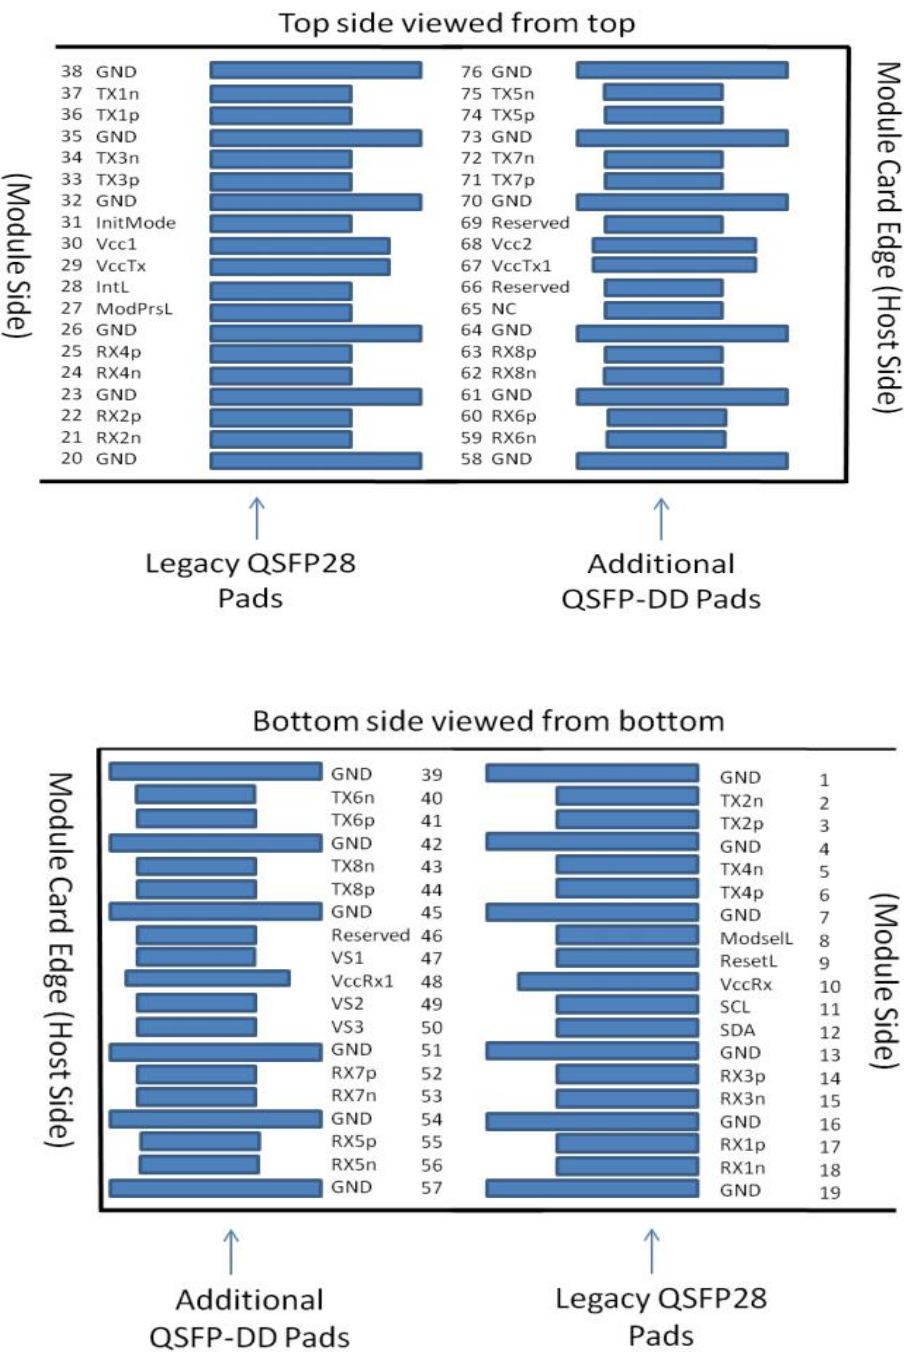 Top side viewed from top
38 GND 76 GND
37 TX1n 75 TX5n
36 TX1p 74 TX5p
35 GND 73 GND
34 TX3n 72 TX7n
33 TX3p 71 TX7p
32 GND 70 GND
31 InitMode 69 Reserved
30 Vcc1 68 Vcc2
29 VccTx 67 VccTx1
28 IntL 66 Reserved
27 ModPrsL 65 NC
26 GND 64 GND
25 RX4p 63 RX8p
24 RX4n 62 RX8n
23 GND 61 GND
22 RX2p 60 RX6p
21 RX2n 59 RX6n
20 GND 58 GND
(Module Side)
Module Card Edge (Host Side)
Legacy QSFP28
Pads
Additional
QSFP-DD Pads
Bottom side viewed from bottom
Module Card Edge (Host Side)
GND 39 GND 1
TX6n 40 TX2n 2
TX6p 41 TX2p 3
GND 42 GND 4
TX8n 43 TX4n 5
TX8p 44 TX4p 6
GND 45 GND 7
Reserved 46 ModselL 8
VS1 47 ResetL 9
VccRx1 48 VccRx 10
VS2 49 SCL 11
VS3 50 SDA 12
GND 51 GND 13
RX7p 52 RX3p 14
RX7n 53 RX3n 15
GND 54 GND 16
RX5p 55 RX1p 17
RX5n 56 RX1n 18
GND 57 GND 19
(Module Side)
Additional
QSFP-DD Pads
Legacy QSFP28
Pads